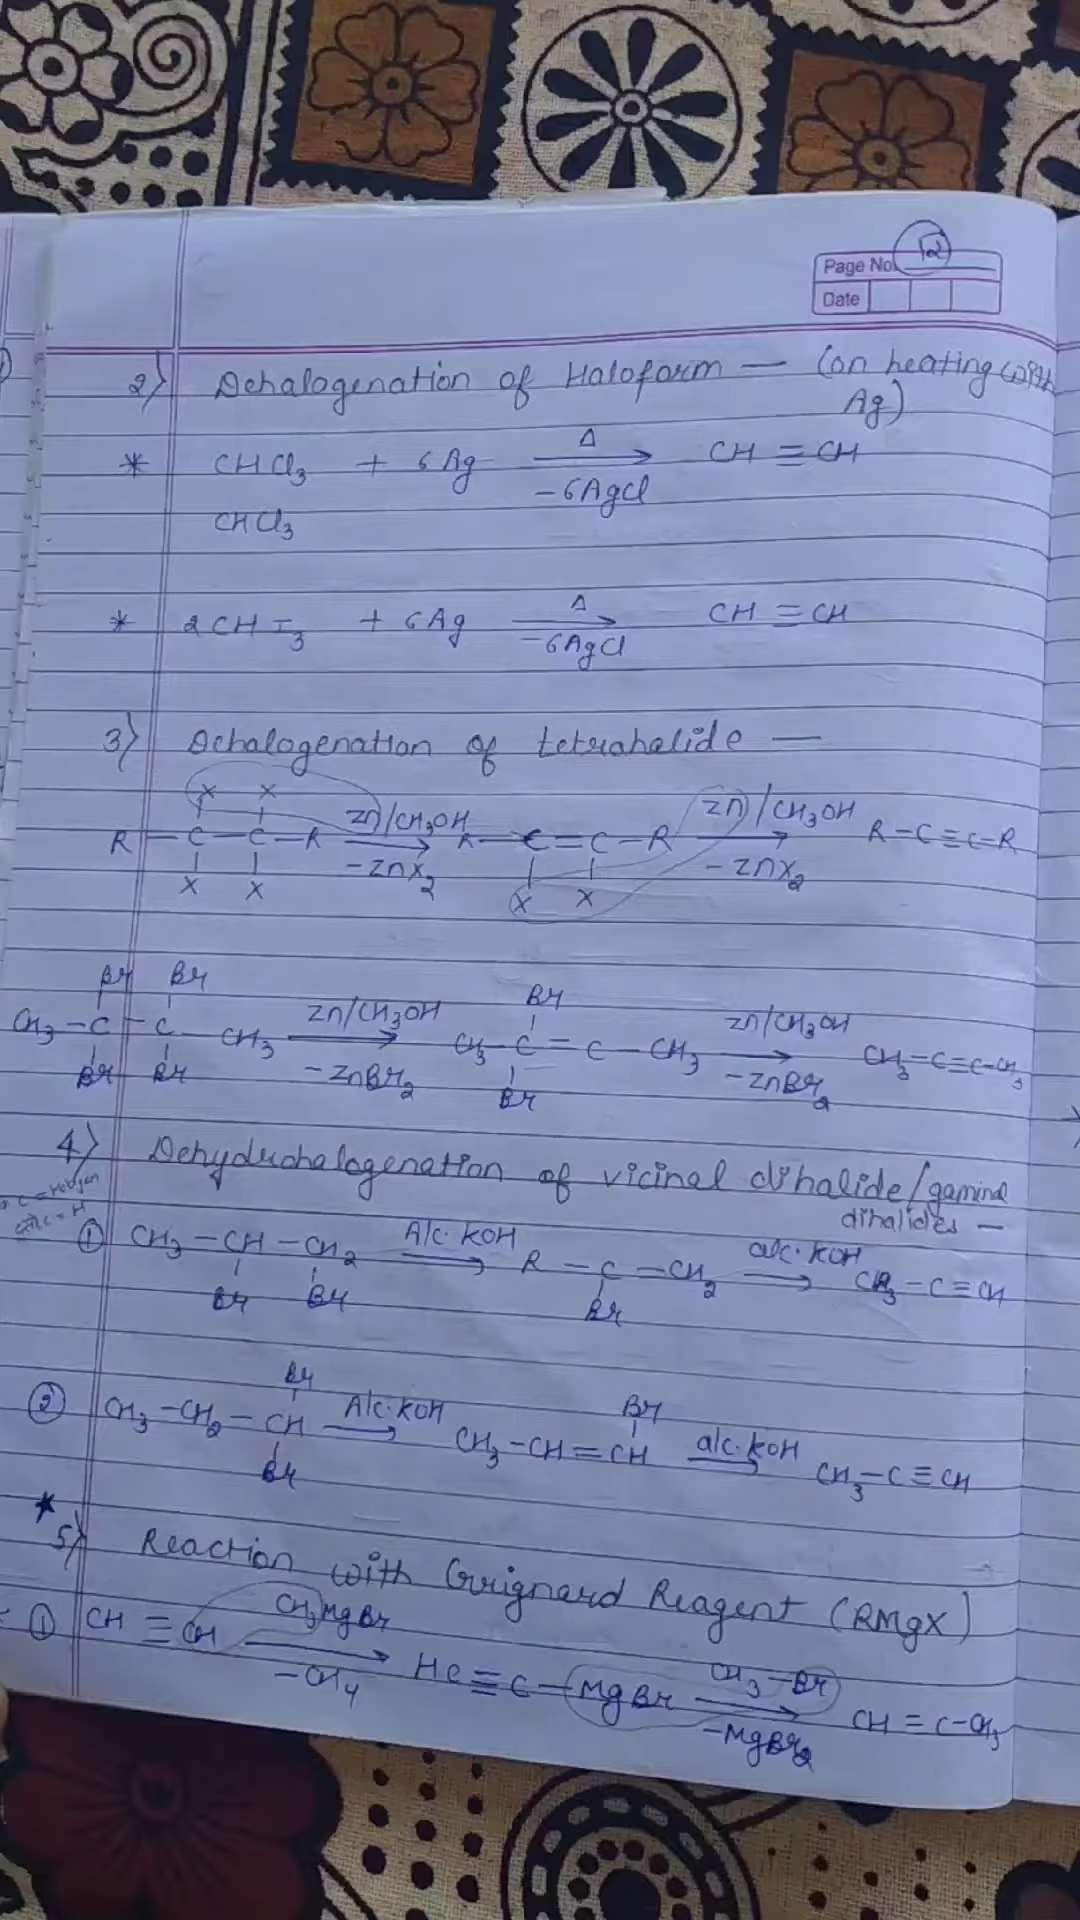 Page No. 12
Date
2) Dehalogenation of Haloform — (on heating with
Ag)
* CHCl3 + 6Ag Δ → CH ≡ CH
-6AgCl
CHCl3
* 2CHI3 + 6Ag Δ → CH ≡ CH
-6AgCl
3) Dehalogenation of tetrahalide —
X X
R — C — C — R Zn/CH3OH → R — C = C — R Zn/CH3OH → R — C ≡ C — R
-ZnX2 -ZnX2
X X X X
Br Br Br
CH3 — C — C — CH3 Zn/CH3OH → CH3 — C = C — CH3 Zn/CH3OH → CH3 — C ≡ C — CH3
-ZnBr2 -ZnBr2
Br Br Br
4) Dehydrohalogenation of vicinal dihalide/gaminal
dihalides —
① CH3 — CH — CH2 Alc. KOH → R — C — CH2 alc. KOH → CH3 — C ≡ CH
Br Br Br
Br Br
② CH3 — CH2 — CH Alc. KOH → CH3 — CH = CH alc. KOH → CH3 — C ≡ CH
Br
* 5) Reaction with Grignard Reagent (RMgX)
① CH ≡ CH CH3MgBr → HC ≡ C — MgBr CH3 — Br → CH ≡ C — CH3
-CH4 -MgBr2